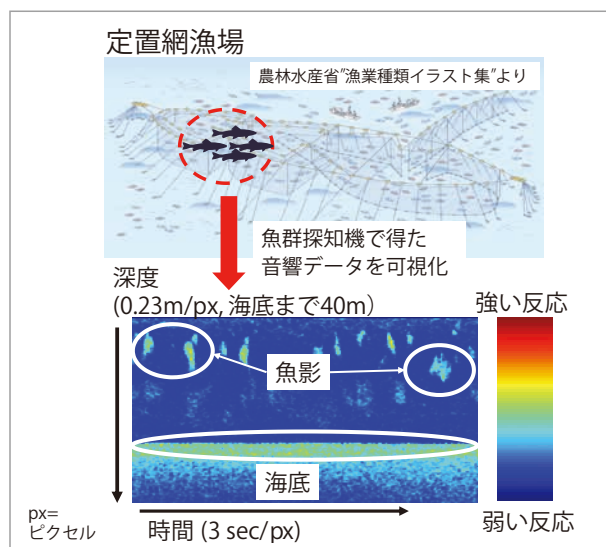 定置網漁場
農林水産省"漁業種類イラスト集"より
魚群探知機で得た
音響データを可視化
深度
(0.23m/px, 海底まで40m)
強い反応
魚影
海底
px=
ピクセル
時間 (3 sec/px)
弱い反応